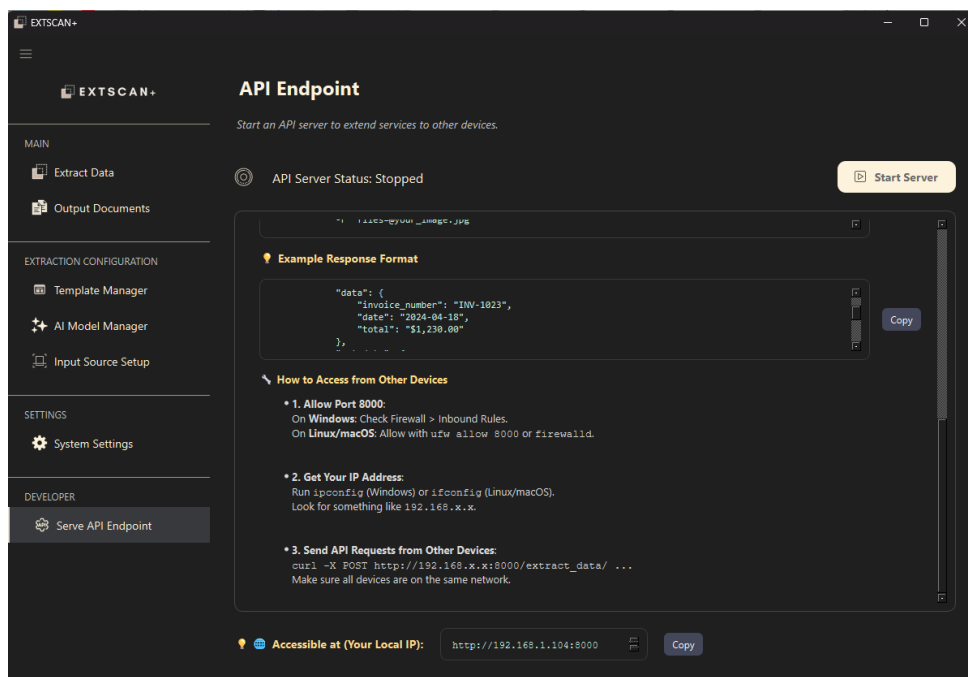 EXTSCAN+
EXTSCAN+
MAIN
Extract Data
Output Documents
EXTRACTION CONFIGURATION
Template Manager
AI Model Manager
Input Source Setup
SETTINGS
System Settings
DEVELOPER
Serve API Endpoint
API Endpoint
Start an API server to extend services to other devices.
API Server Status: Stopped
Start Server
-F "files=@your_image.jpg
💡 Example Response Format
"data": {
"invoice_number": "INV-1023",
"date": "2024-04-18",
"total": "$1,230.00"
},
Copy
🔧 How to Access from Other Devices
• 1. Allow Port 8000:
On Windows: Check Firewall > Inbound Rules.
On Linux/macOS: Allow with ufw allow 8000 or firewalld.
• 2. Get Your IP Address:
Run ipconfig (Windows) or ifconfig (Linux/macOS).
Look for something like 192.168.x.x.
• 3. Send API Requests from Other Devices:
curl -X POST http://192.168.x.x:8000/extract_data/ ...
Make sure all devices are on the same network.
💡 🌐 Accessible at (Your Local IP):
http://192.168.1.104:8000
Copy